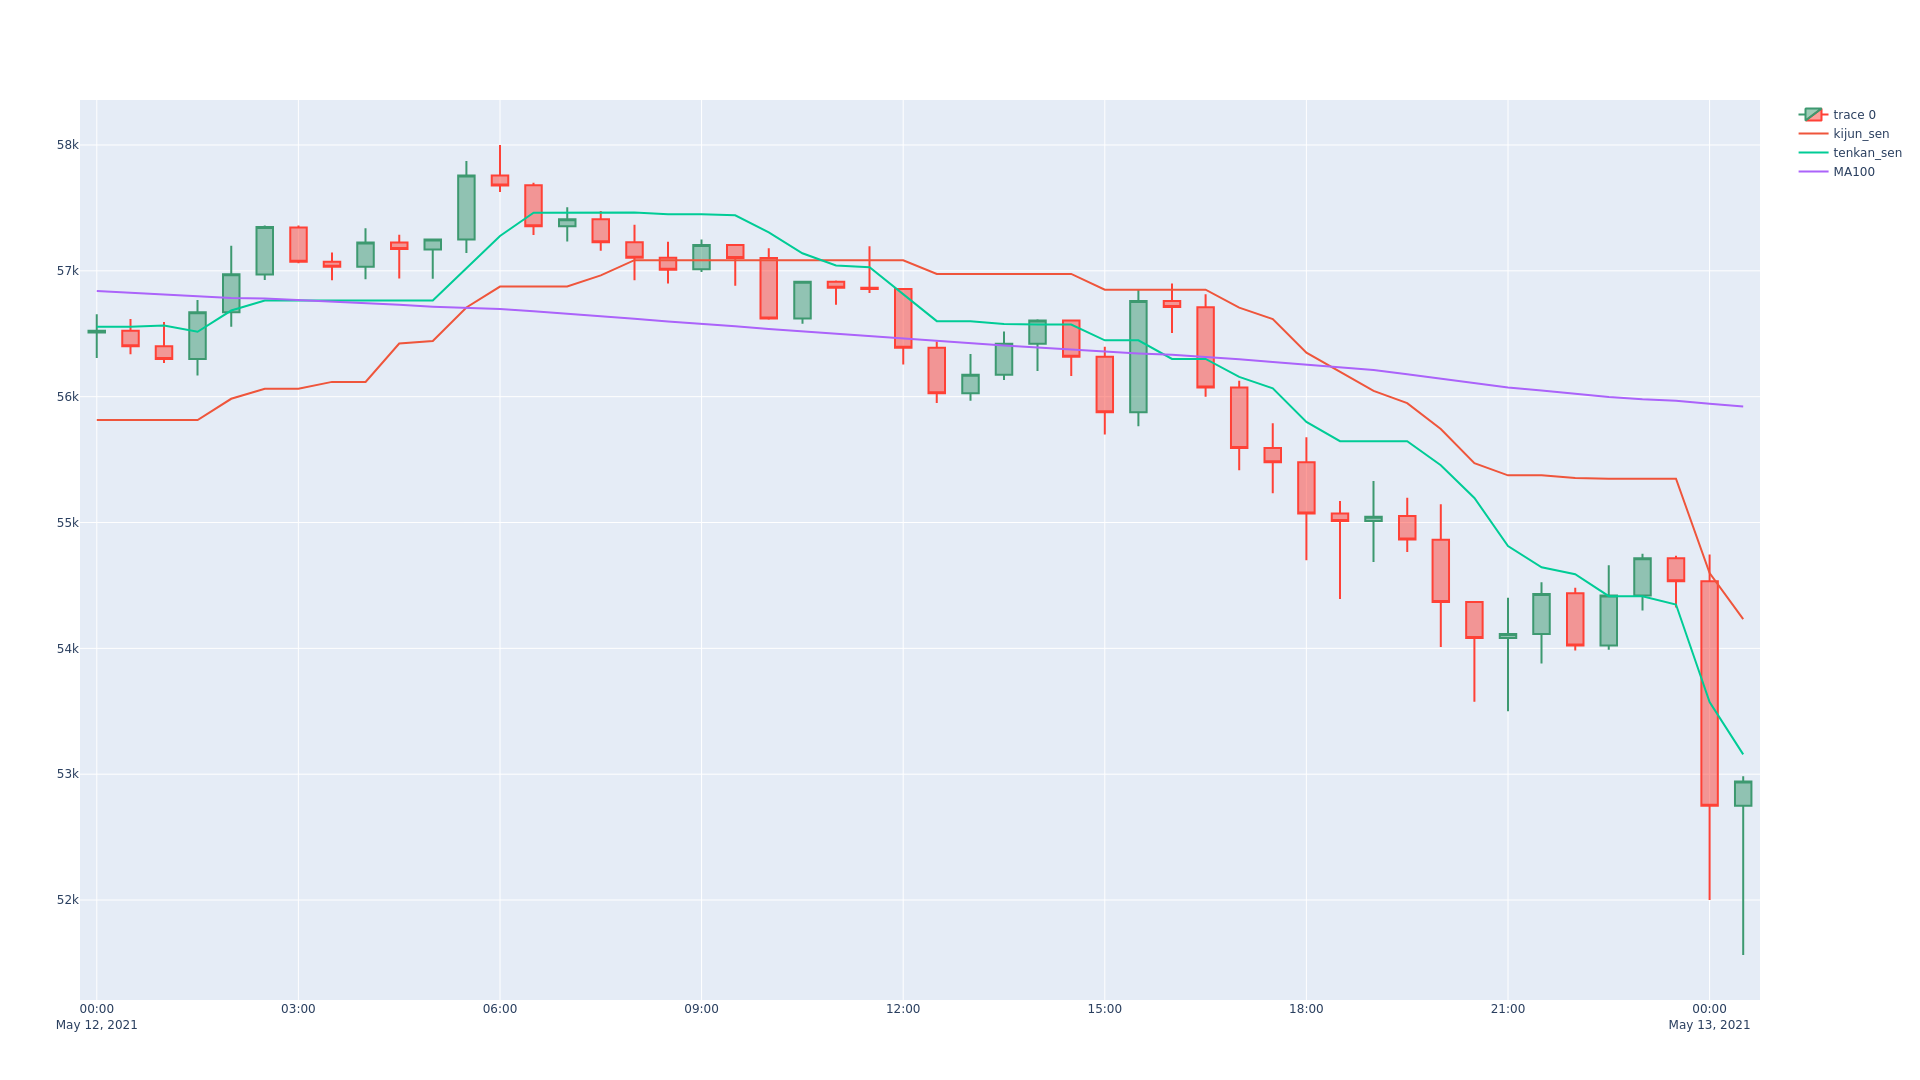 58k
57k
56k
55k
54k
53k
52k
00:00
May 12, 2021
03:00
06:00
09:00
12:00
15:00
18:00
21:00
00:00
May 13, 2021
trace 0
kijun_sen
tenkan_sen
MA100